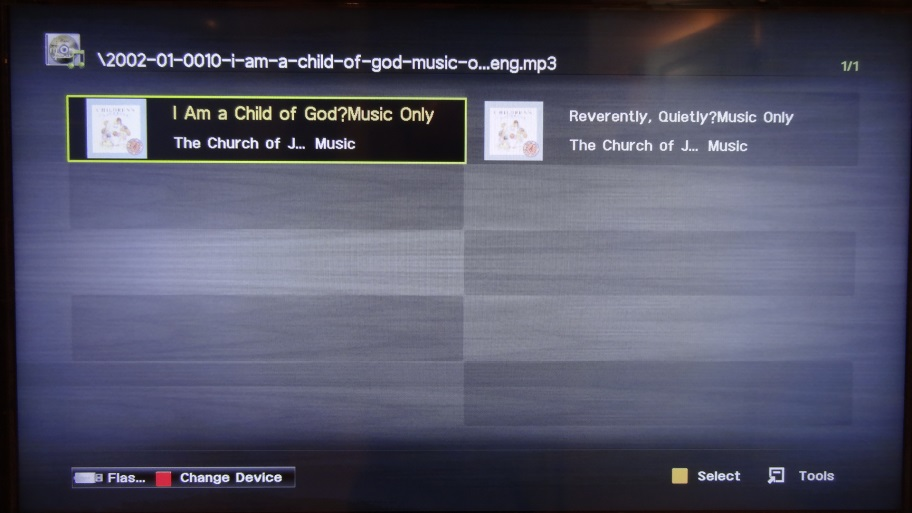 \2002-01-0010-i-am-a-child-of-god-music-o...eng.mp3
1/1
I Am a Child of God?Music Only
The Church of J... Music
Reverently, Quietly?Music Only
The Church of J... Music
Flas... Change Device
Select Tools